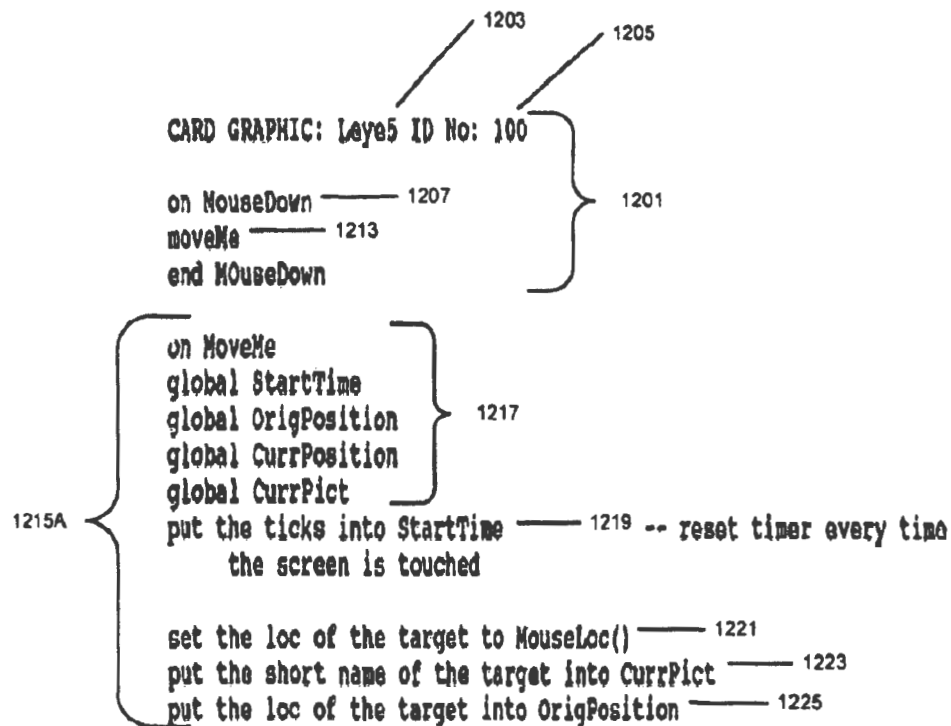 1203
1205
CARD GRAPHIC: Leye5 ID No: 100
on MouseDown 1207
1201
moveMe 1213
end MOuseDown
on MoveMe
global StartTime
global OrigPosition 1217
global CurrPosition
global CurrPict
1215A
put the ticks into StartTime 1219 -- reset timer every time
the screen is touched
set the loc of the target to MouseLoc() 1221
put the short name of the target into CurrPict 1223
put the loc of the target into OrigPosition 1225